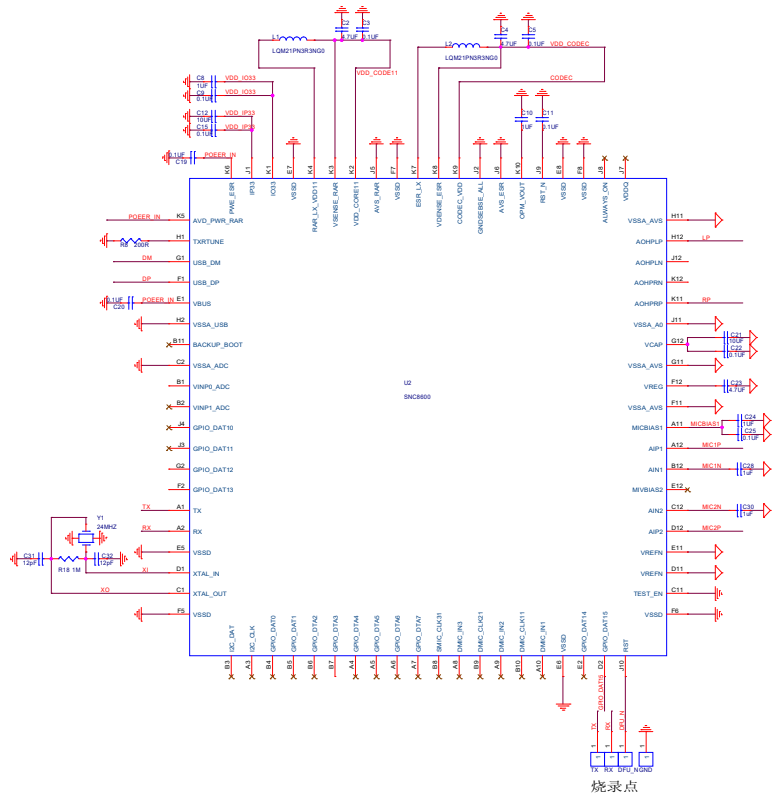 C2
4.7UF
C3
0.1UF
L1
LQM21PN3R3NG0
VDD_CODE11
C4
4.7UF
C5
0.1UF
L2
LQM21PN3R3NG0
VDD_CODEC
CODEC
C8
1UF
VDD_IO33
C9
0.1UF
VDD_IO33
C12
10UF
VDD_IP33
C15
0.1UF
VDD_IP33
C10
1UF
C11
0.1UF
0.1UF
C19
POEER_IN
K6
J1
K1
E7
K4
K3
K2
J5
F7
K7
K8
K9
J2
J6
K10
J9
E8
F8
J8
J7
PWE_ESR
IP33
IO33
VSSD
RAR_LX_VDD11
VSENSE_RAR
VDD_CORE11
AVS_RAR
VSSD
ESR_LX
VDENSE_ESR
CODEC_VDD
GNDSEBSE_ALL
AVS_ESR
OPM_VOUT
RST_N
VSSD
VSSD
ALWAYS_ON
VDDQ
POEER_IN K5 AVD_PWR_RAR
R8 200R H1 TXRTUNE
DM G1 USB_DM
DP F1 USB_DP
0.1UF
C20
POEER_IN E1 VBUS
H2 VSSA_USB
B11 BACKUP_BOOT
C2 VSSA_ADC
B1 VINP0_ADC
B2 VINP1_ADC
J4 GPIO_DAT10
J3 GPIO_DAT11
G2 GPIO_DAT12
F2 GPIO_DAT13
TX A1 TX
RX A2 RX
E5 VSSD
XI D1 XTAL_IN
XO C1 XTAL_OUT
F5 VSSD
Y1
24MHZ
C31
12pF
R18 1M
C32
12pF
U2
SNC8600
VSSA_AVS H11
AOHPLP H12 LP
AOHPLN J12
AOHPRN K12
AOHPRP K11 RP
VSSA_A0 J11
VCAP G12
C21
10UF
C22
0.1UF
VSSA_AVS G11
VREG F12
C23
4.7UF
VSSA_AVS F11
MICBIAS1 A11 MICBIAS1
C24
1UF
C25
0.1UF
AIP1 A12 MIC1P
AIN1 B12 MIC1N
C28
1uF
MIVBIAS2 E12
AIN2 C12 MIC2N
C30
1uF
AIP2 D12 MIC2P
VREFN E11
VREFN D11
TEST_EN C11
VSSD F6
I2C_DAT
I2C_CLK
GPIO_DAT0
GPIO_DAT1
GPIO_DTA2
GPIO_DTA3
GPIO_DTA4
GPIO_DTA5
GPIO_DTA6
GPIO_DTA7
SMIC_CLK31
DMIC_IN3
DMIC_CLK21
DMIC_IN2
DMIC_CLK11
DMIC_IN1
VSSD
GPIO_DAT14
GPIO_DAT15
RST
B3
A3
B4
B5
B6
B7
A4
A5
A6
A7
B8
A8
B9
A9
B10
A10
E6
E2
D2
J10
GPIO_DAT15
TX
RX
DFU_N
1
1
1
1
1
1
1
1
TX
RX
DFU_N
GND
烧录点